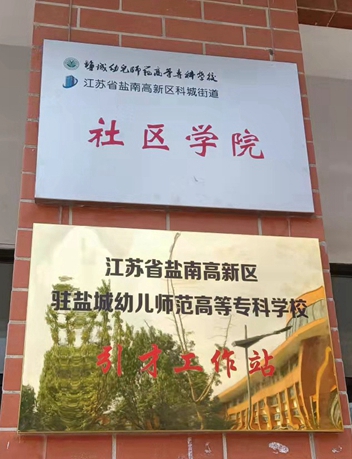 盐城幼儿师范高等专科学校
江苏省盐南高新区科城街道
社区学院
江苏省盐南高新区
驻盐城幼儿师范高等专科学校
引才工作站